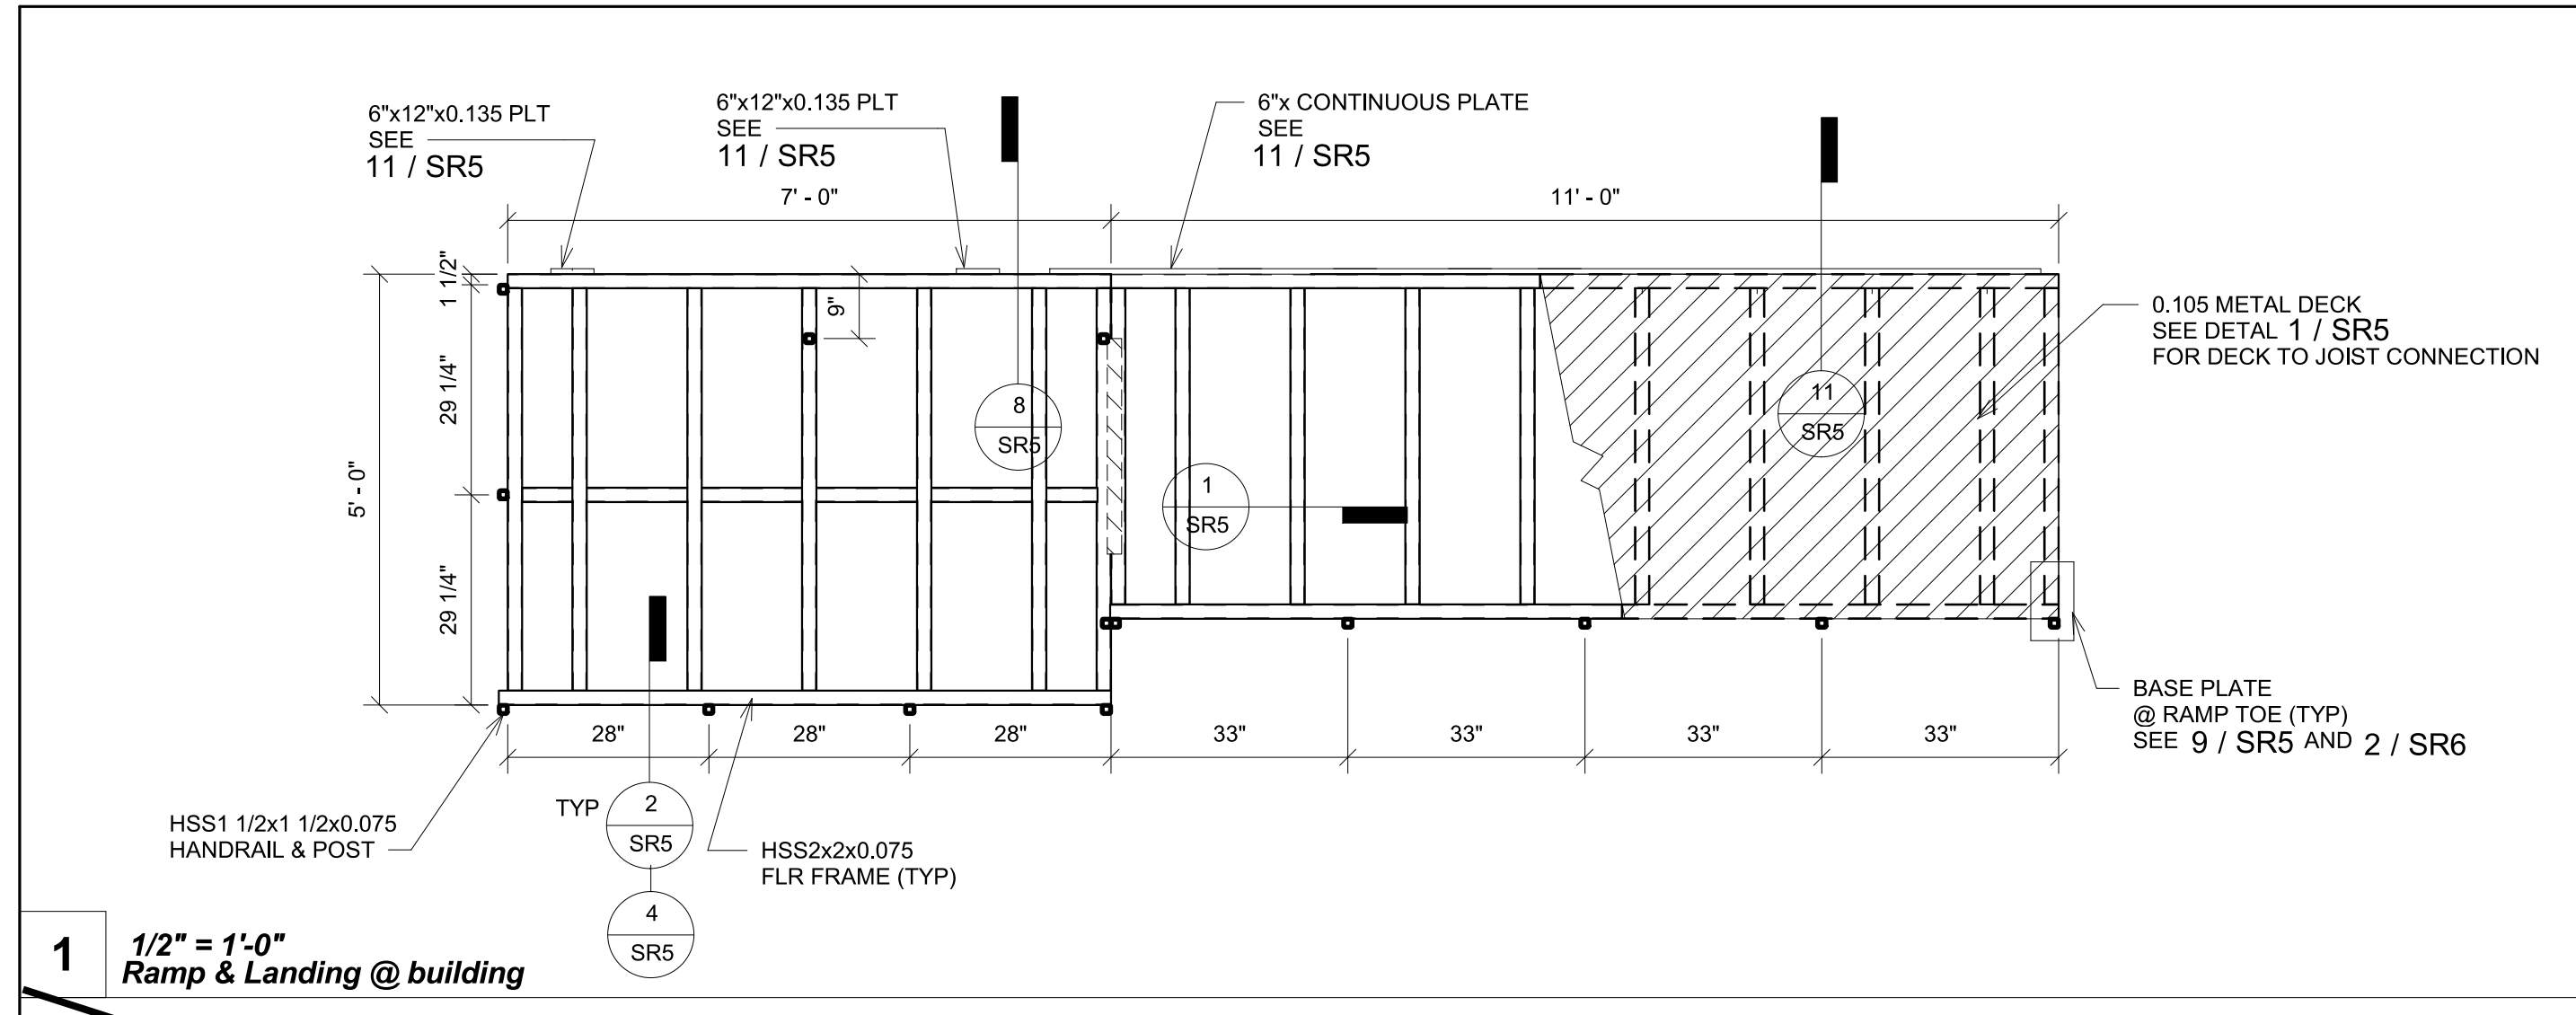 6"x12"x0.135 PLT
SEE
11 / SR5
6"x12"x0.135 PLT
SEE
11 / SR5
6"x CONTINUOUS PLATE
SEE
11 / SR5
7' - 0"
11' - 0"
1 1/2"
9"
29 1/4"
29 1/4"
5' - 0"
8
SR5
11
SR5
1
SR5
0.105 METAL DECK
SEE DETAL 1 / SR5
FOR DECK TO JOIST CONNECTION
BASE PLATE
@ RAMP TOE (TYP)
SEE 9 / SR5 AND 2 / SR6
28"
28"
28"
33"
33"
33"
33"
HSS1 1/2x1 1/2x0.075
HANDRAIL & POST
TYP
2
SR5
4
SR5
HSS2x2x0.075
FLR FRAME (TYP)
1
1/2" = 1'-0"
Ramp & Landing @ building